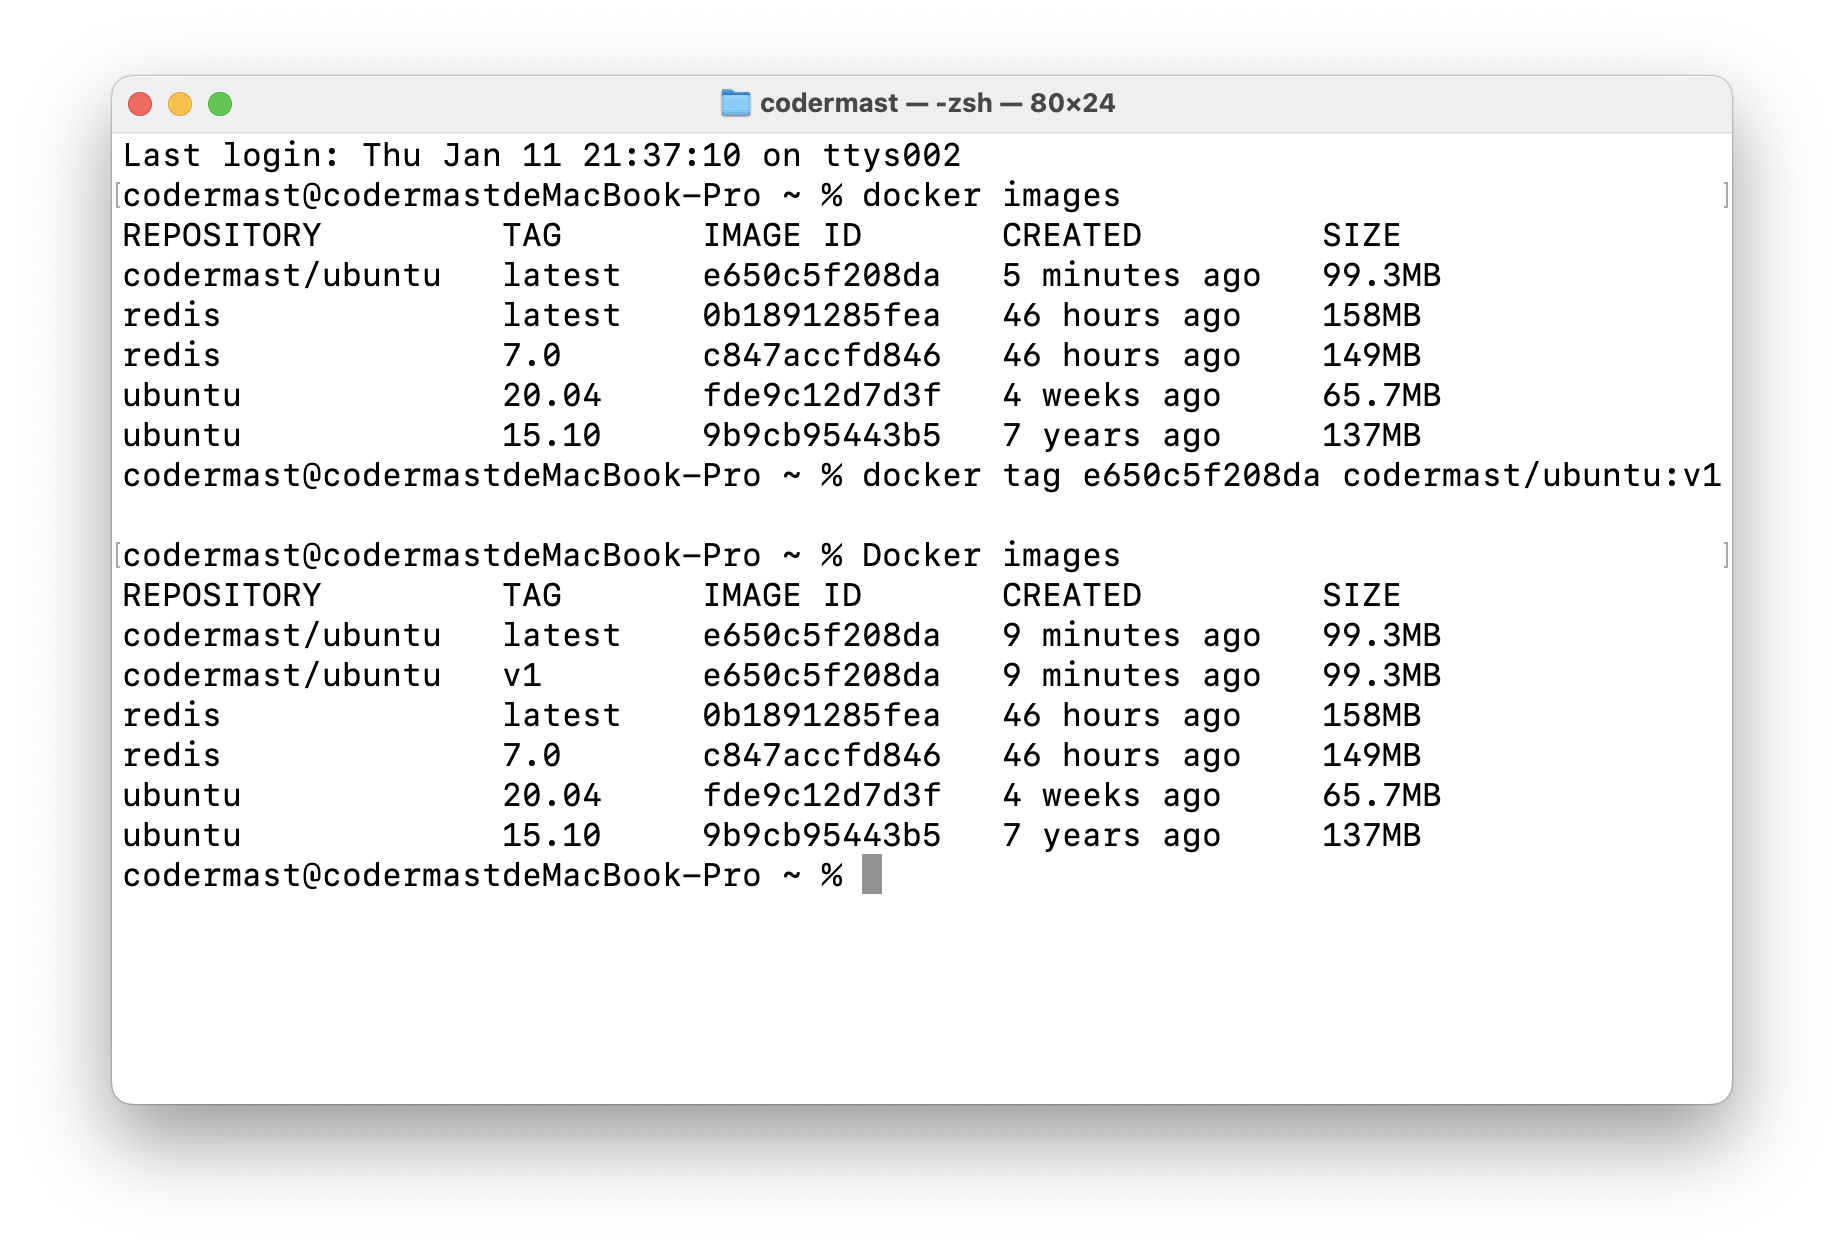 codermast — -zsh — 80×24
Last login: Thu Jan 11 21:37:10 on ttys002
[codermast@codermastdeMacBook-Pro ~ % docker images ]
REPOSITORY         TAG       IMAGE ID       CREATED         SIZE
codermast/ubuntu   latest    e650c5f208da   5 minutes ago   99.3MB
redis              latest    0b1891285fea   46 hours ago    158MB
redis              7.0       c847accfd846   46 hours ago    149MB
ubuntu             20.04     fde9c12d7d3f   4 weeks ago     65.7MB
ubuntu             15.10     9b9cb95443b5   7 years ago     137MB
codermast@codermastdeMacBook-Pro ~ % docker tag e650c5f208da codermast/ubuntu:v1
[codermast@codermastdeMacBook-Pro ~ % Docker images ]
REPOSITORY         TAG       IMAGE ID       CREATED         SIZE
codermast/ubuntu   latest    e650c5f208da   9 minutes ago   99.3MB
codermast/ubuntu   v1        e650c5f208da   9 minutes ago   99.3MB
redis              latest    0b1891285fea   46 hours ago    158MB
redis              7.0       c847accfd846   46 hours ago    149MB
ubuntu             20.04     fde9c12d7d3f   4 weeks ago     65.7MB
ubuntu             15.10     9b9cb95443b5   7 years ago     137MB
codermast@codermastdeMacBook-Pro ~ %